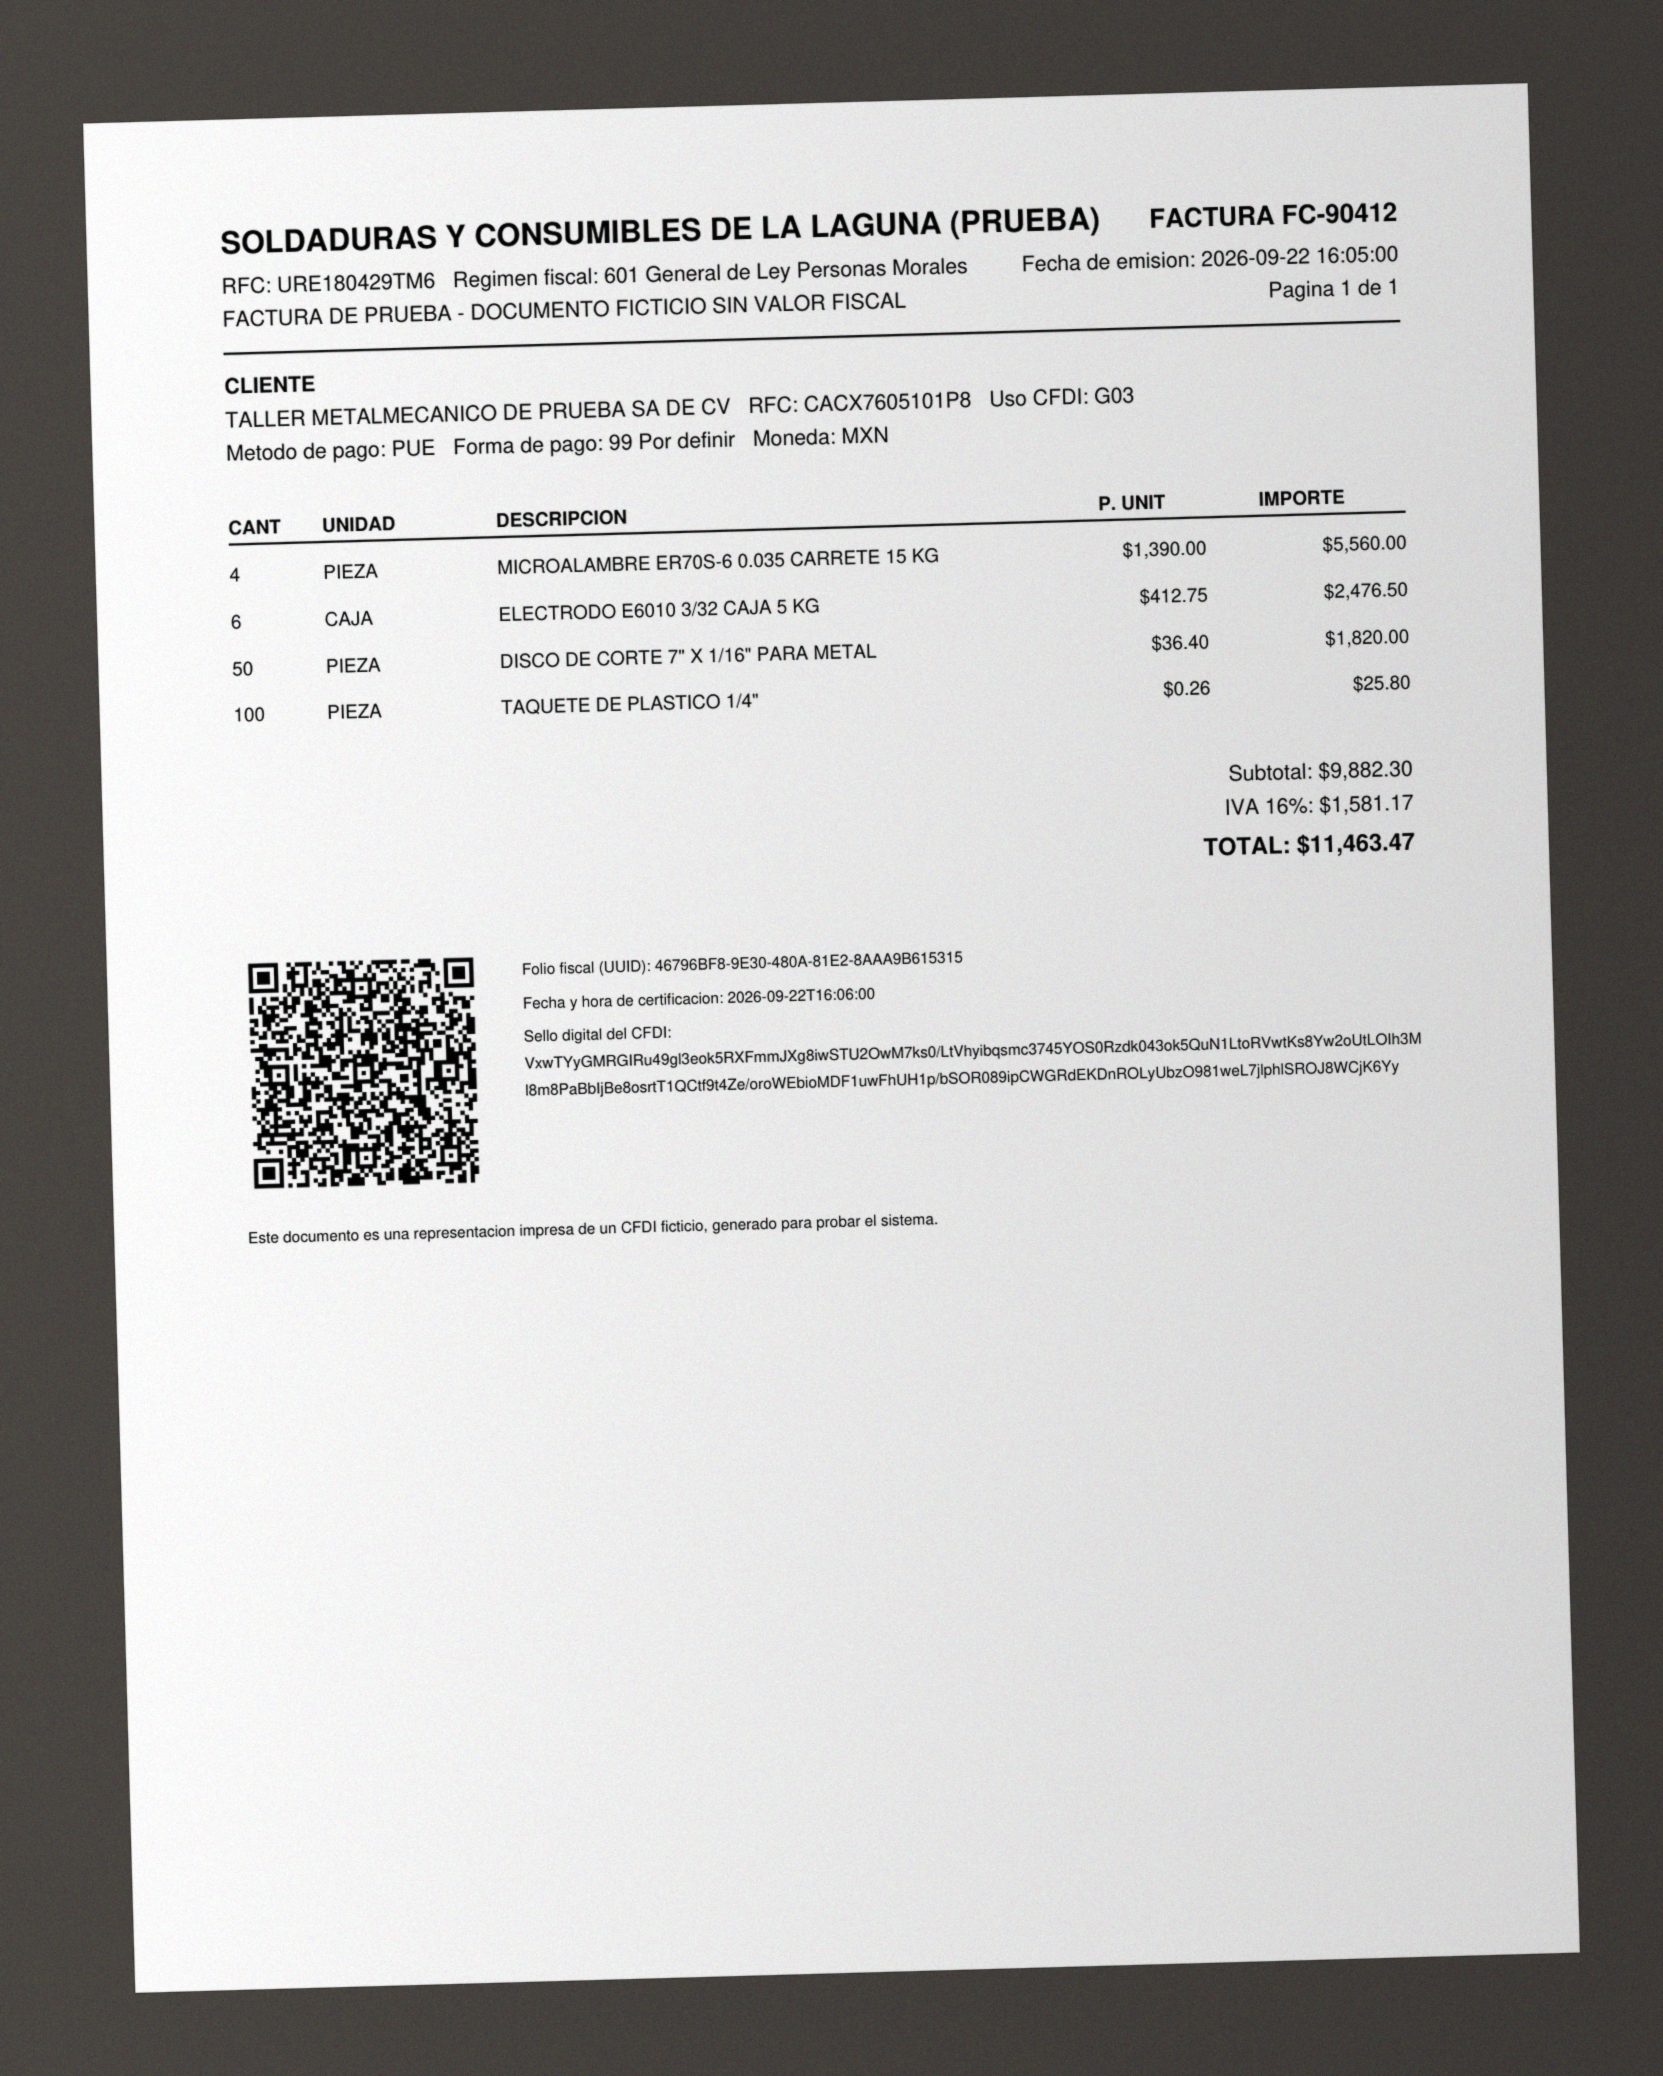 SOLDADURAS Y CONSUMIBLES DE LA LAGUNA (PRUEBA) FACTURA FC-90412
RFC: URE180429TM6 Regimen fiscal: 601 General de Ley Personas Morales Fecha de emision: 2026-09-22 16:05:00
FACTURA DE PRUEBA - DOCUMENTO FICTICIO SIN VALOR FISCAL Pagina 1 de 1
CLIENTE
TALLER METALMECANICO DE PRUEBA SA DE CV RFC: CACX7605101P8 Uso CFDI: G03
Metodo de pago: PUE Forma de pago: 99 Por definir Moneda: MXN
CANT UNIDAD DESCRIPCION P. UNIT IMPORTE
4 PIEZA MICROALAMBRE ER70S-6 0.035 CARRETE 15 KG $1,390.00 $5,560.00
6 CAJA ELECTRODO E6010 3/32 CAJA 5 KG $412.75 $2,476.50
50 PIEZA DISCO DE CORTE 7" X 1/16" PARA METAL $36.40 $1,820.00
100 PIEZA TAQUETE DE PLASTICO 1/4" $0.26 $25.80
Subtotal: $9,882.30
IVA 16%: $1,581.17
TOTAL: $11,463.47
Folio fiscal (UUID): 46796BF8-9E30-480A-81E2-8AAA9B615315
Fecha y hora de certificacion: 2026-09-22T16:06:00
Sello digital del CFDI:
Este documento es una representacion impresa de un CFDI ficticio, generado para probar el sistema.